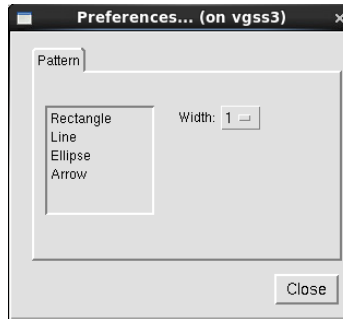 Preferences... (on vgss3)
Pattern
Rectangle
Line
Ellipse
Arrow
Width: 1
Close